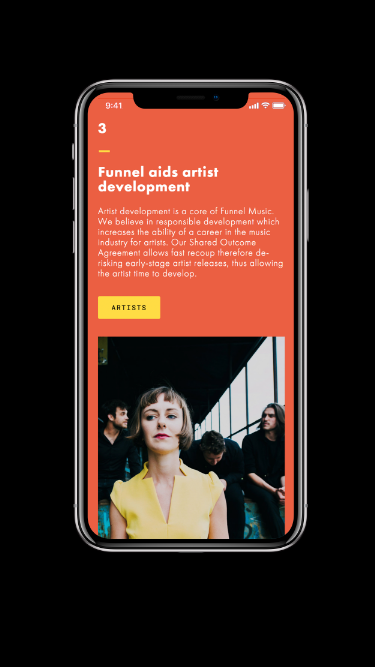 9:41
3
Funnel aids artist
development
Artist development is a core of Funnel Music.
We believe in responsible development which
increases the ability of a career in the music
industry for artists. Our Shared Outcome
Agreement allows fast recoup therefore de-
risking early-stage artist releases, thus allowing
the artist time to develop.
ARTISTS